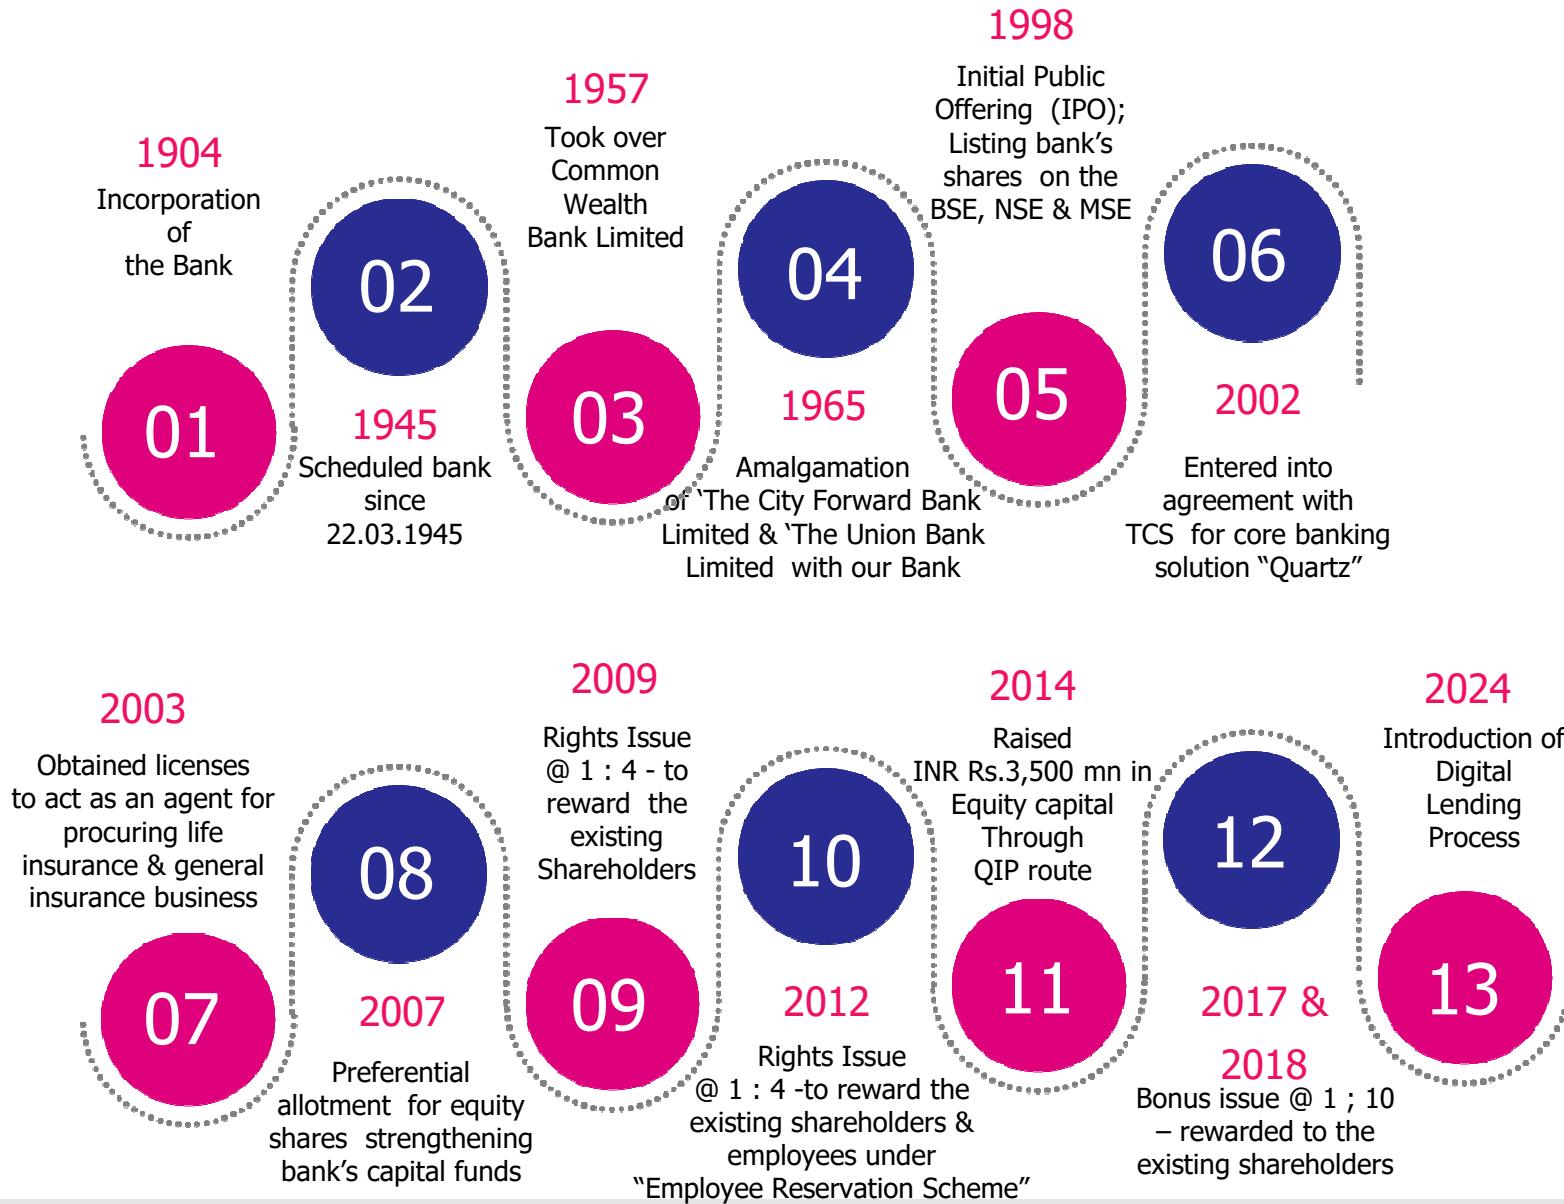 1904
Incorporation
of
the Bank
01
02
1945
Scheduled bank
since
22.03.1945
1957
Took over
Common
Wealth
Bank Limited
03
04
1965
Amalgamation
of ‘The City Forward Bank
Limited & ‘The Union Bank
Limited with our Bank
1998
Initial Public
Offering (IPO);
Listing bank’s
shares on the
BSE, NSE & MSE
05
06
2002
Entered into
agreement with
TCS for core banking
solution “Quartz”
2003
Obtained licenses
to act as an agent for
procuring life
insurance & general
insurance business
07
08
2007
Preferential
allotment for equity
shares strengthening
bank’s capital funds
2009
Rights Issue
@ 1 : 4 - to
reward the
existing
Shareholders
09
10
2012
Rights Issue
@ 1 : 4 -to reward the
existing shareholders &
employees under
“Employee Reservation Scheme”
2014
Raised
INR Rs.3,500 mn in
Equity capital
Through
QIP route
11
12
2017 &
2018
Bonus issue @ 1 ; 10
– rewarded to the
existing shareholders
2024
Introduction of
Digital
Lending
Process
13